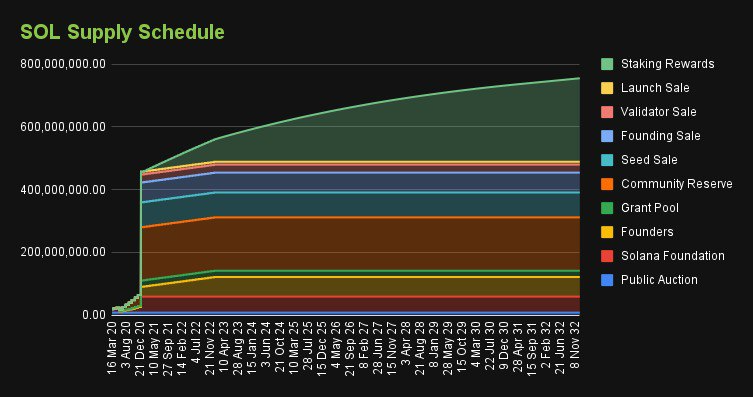 SOL Supply Schedule
800,000,000.00
600,000,000.00
400,000,000.00
200,000,000.00
0.00
Staking Rewards
Launch Sale
Validator Sale
Founding Sale
Seed Sale
Community Reserve
Grant Pool
Founders
Solana Foundation
Public Auction
16 Mar 20
3 Aug 20
21 Dec 20
10 May 21
27 Sep 21
14 Feb 22
4 Jul 22
21 Nov 22
10 Apr 23
28 Aug 23
15 Jan 24
3 Jun 24
21 Oct 24
10 Mar 25
28 Jul 25
15 Dec 25
4 May 26
21 Sep 26
8 Feb 27
28 Jun 27
15 Nov 27
3 Apr 28
21 Aug 28
8 Jan 29
28 May 29
15 Oct 29
4 Mar 30
22 Jul 30
9 Dec 30
28 Apr 31
15 Sep 31
2 Feb 32
21 Jun 32
8 Nov 32